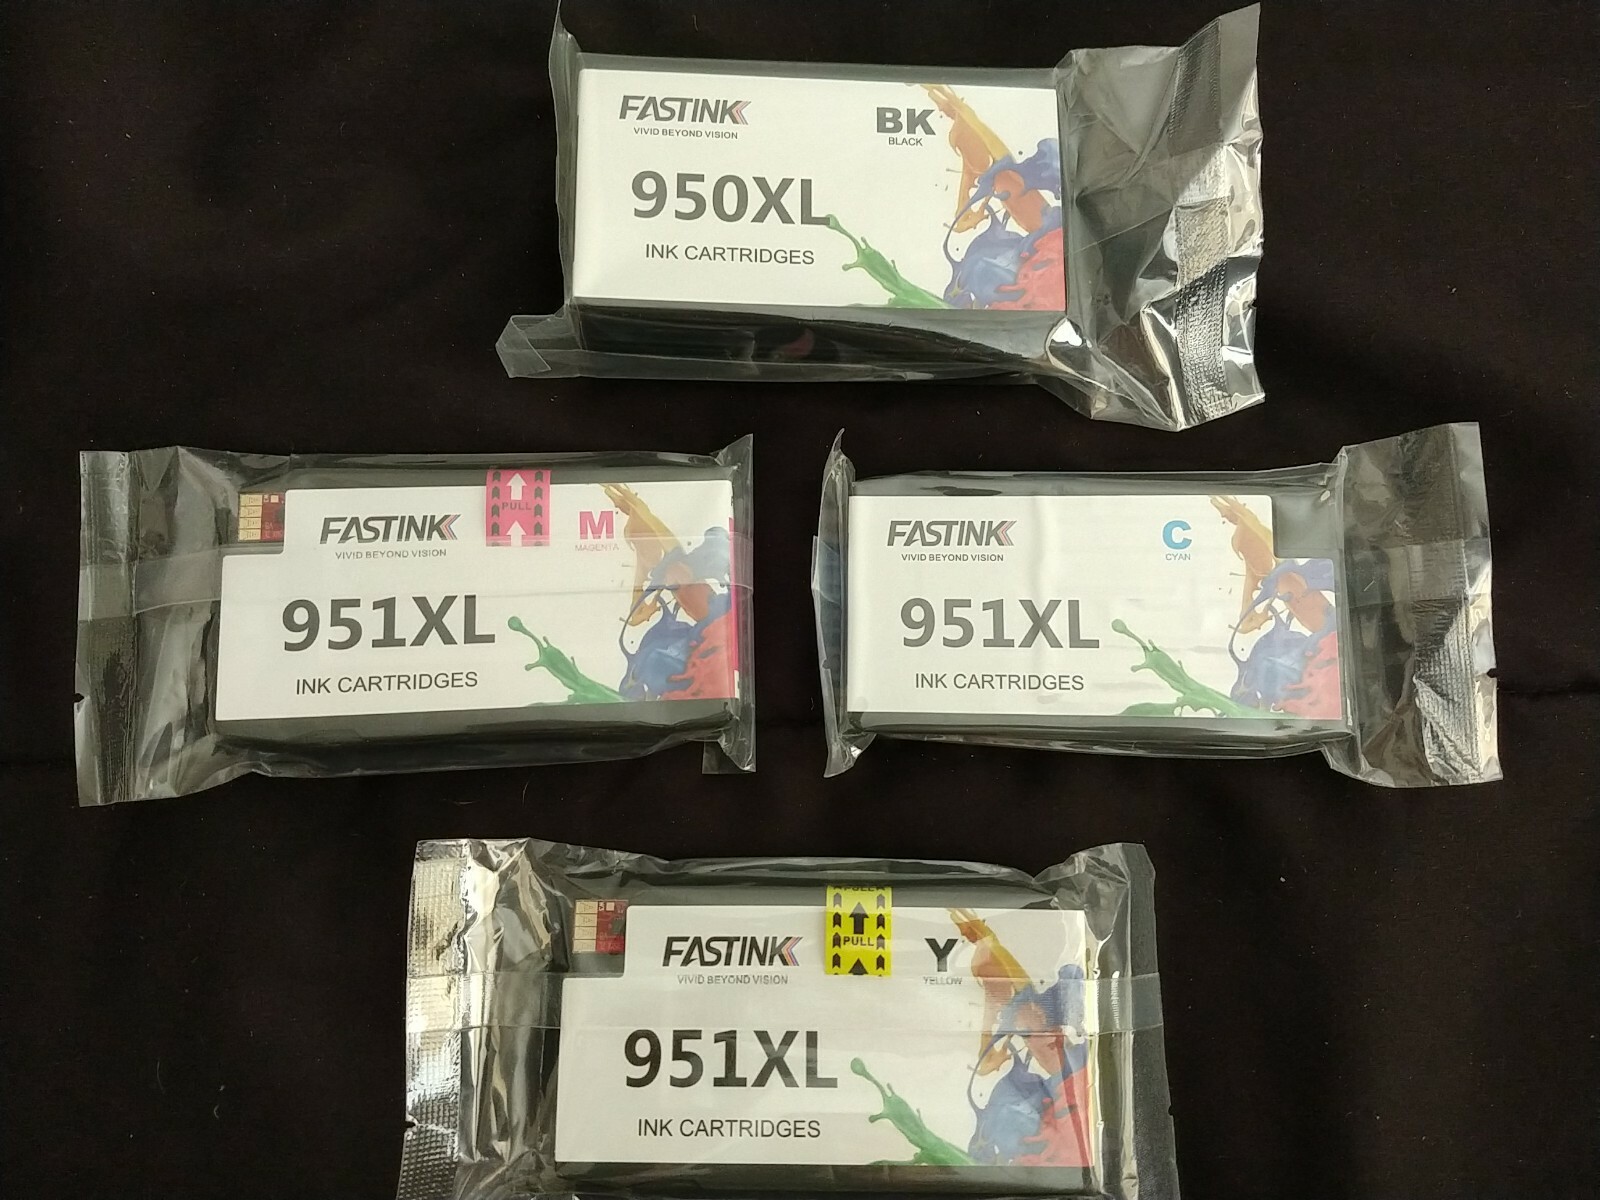 FASTINK
VIVID BEYOND VISION
BK
BLACK
950XL
INK CARTRIDGES
FASTINK
VIVID BEYOND VISION
PULL
M
MAGENTA
951XL
INK CARTRIDGES
FASTINK
VIVID BEYOND VISION
C
CYAN
951XL
INK CARTRIDGES
FASTINK
VIVID BEYOND VISION
PULL
PULL
Y
YELLOW
951XL
INK CARTRIDGES